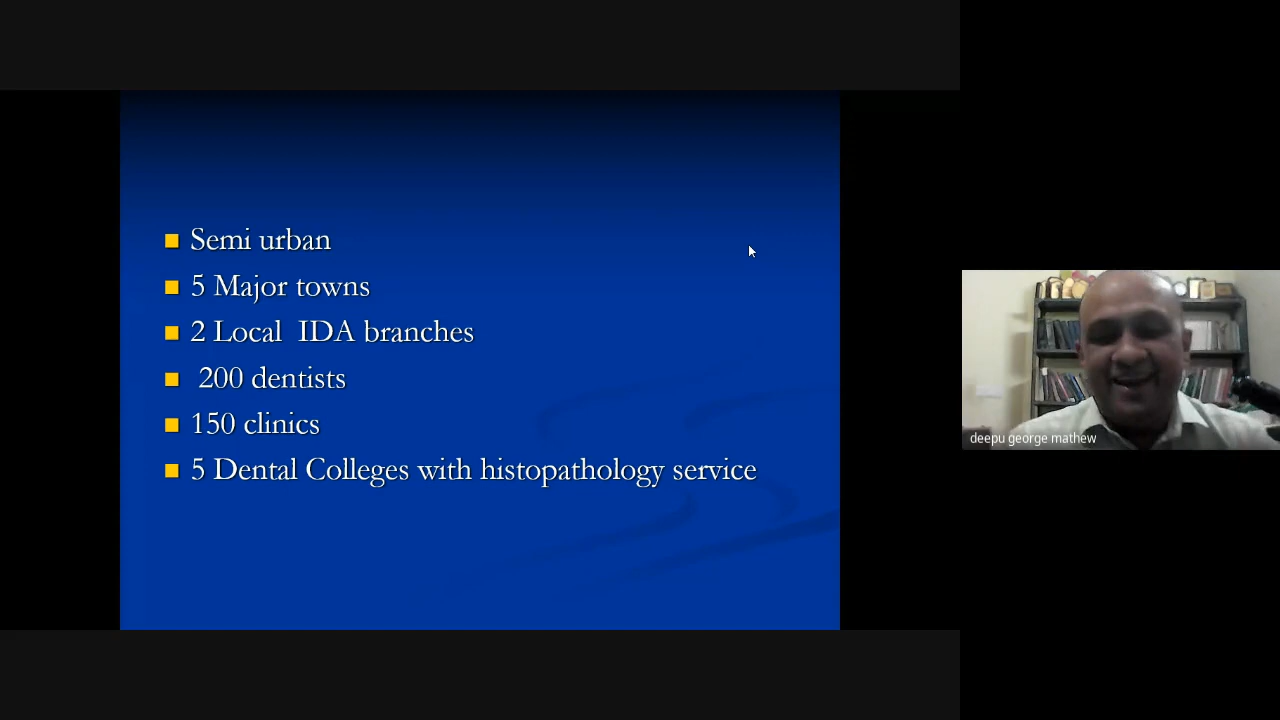 Semi urban
5 Major towns
2 Local  IDA branches
200 dentists
150 clinics
5 Dental Colleges with histopathology service
deepu george mathew